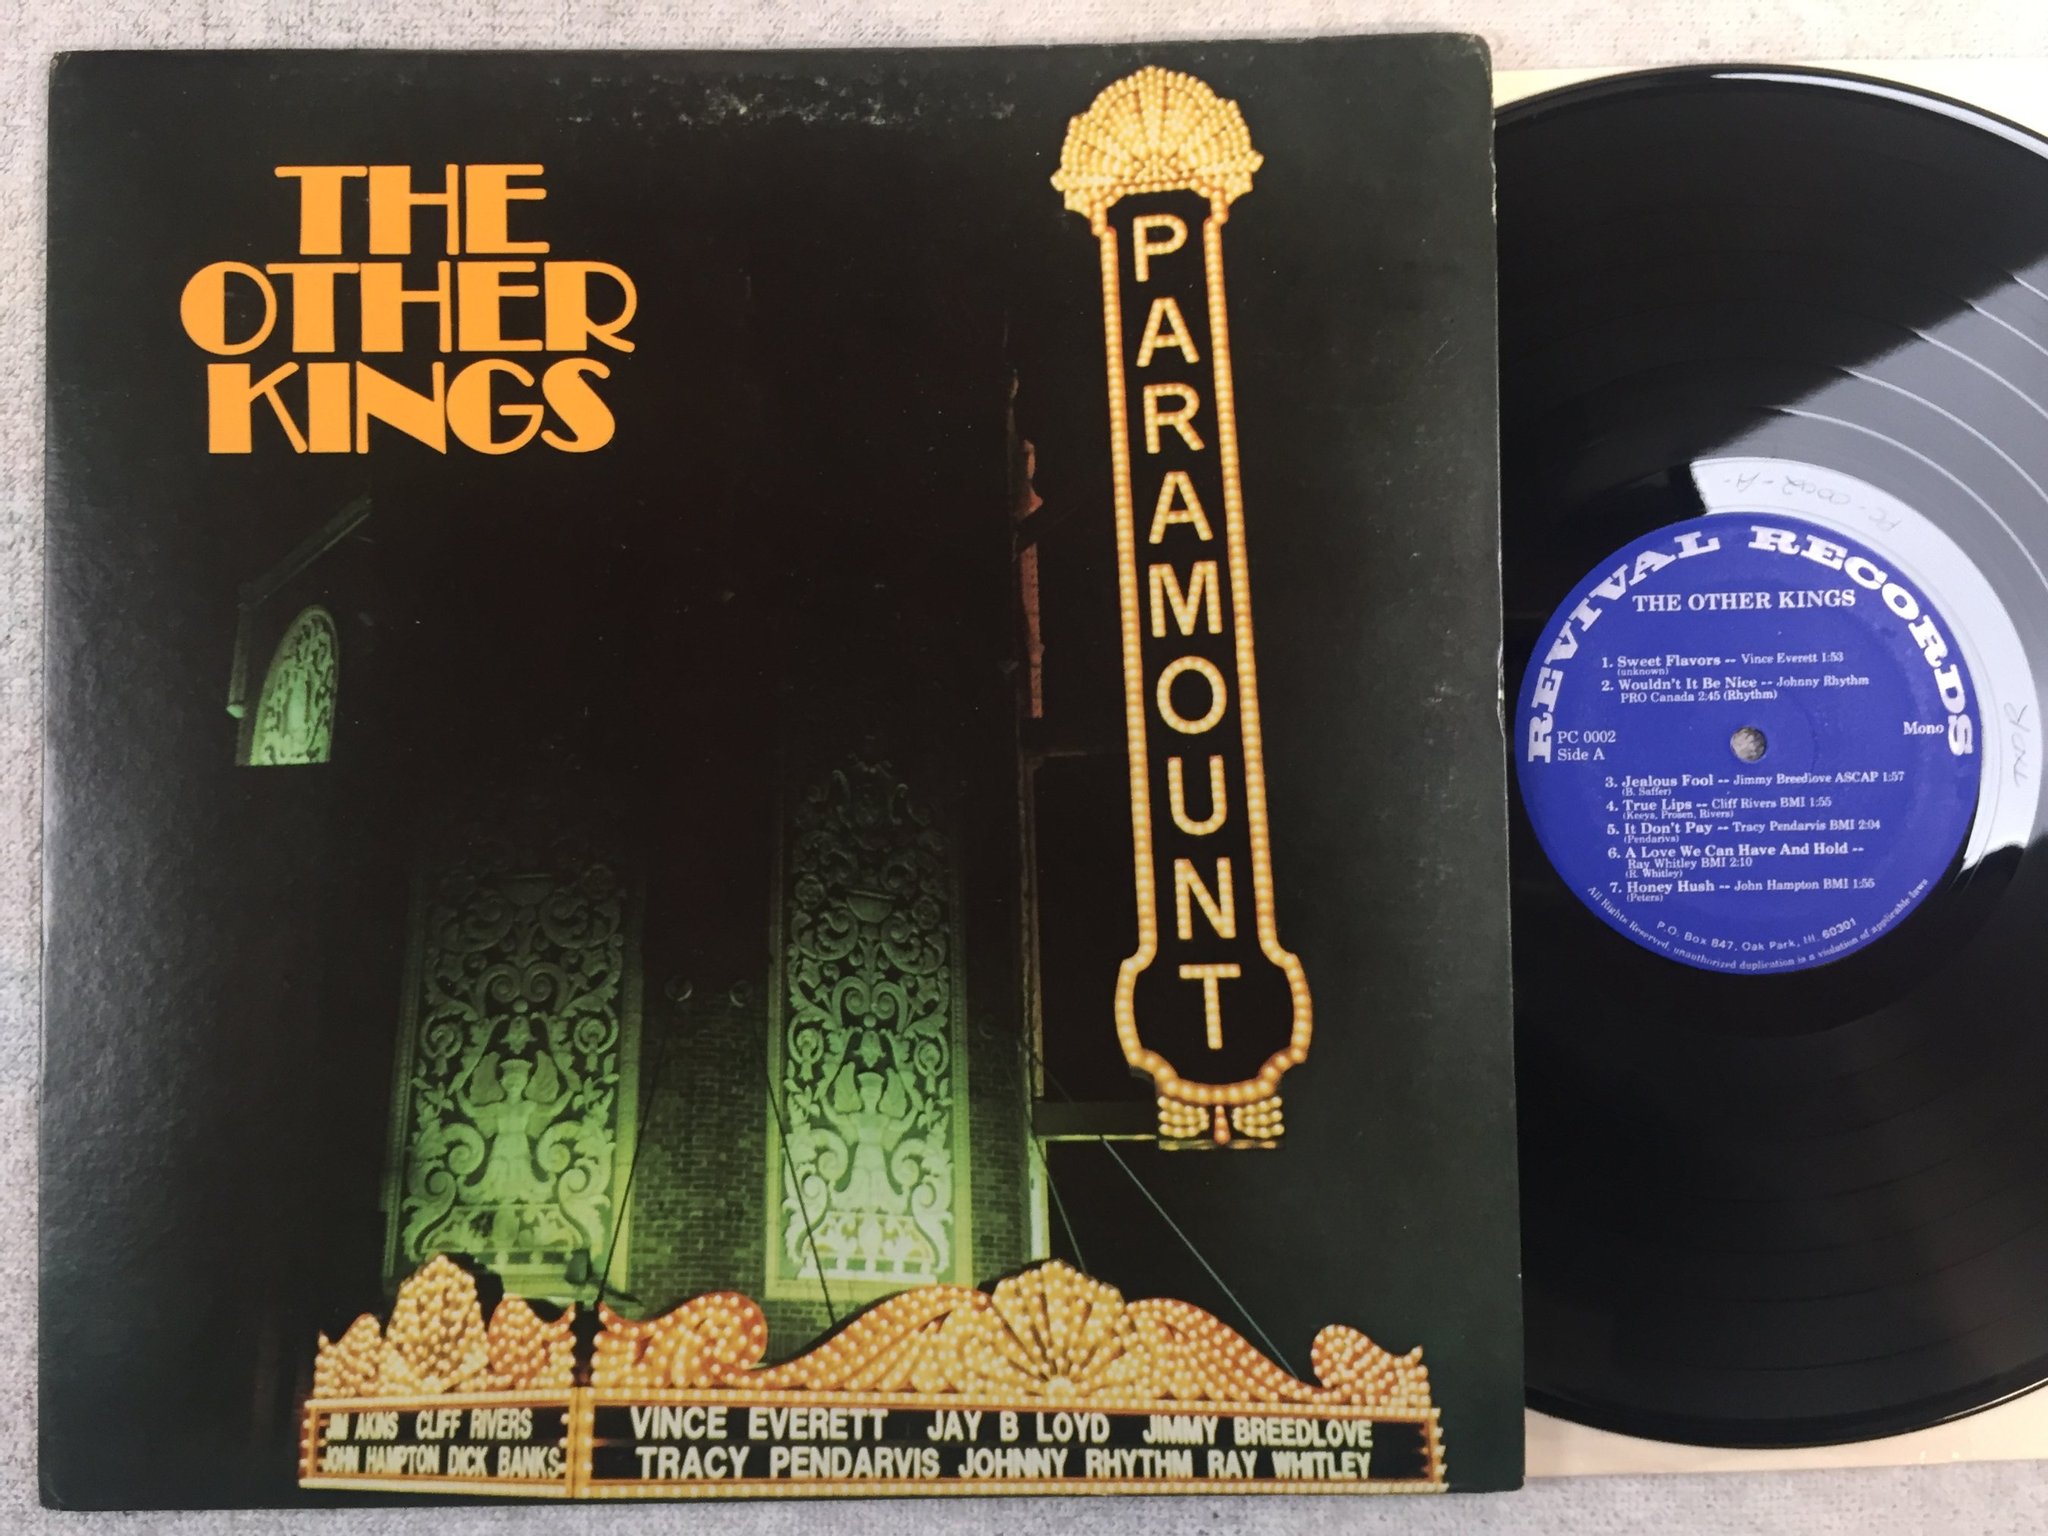 THE
OTHER
KINGS
PARAMOUNT
JIM AKINS CLIFF RIVERS
JOHN HAMPTON DICK BANKS
VINCE EVERETT JAY B LOYD JIMMY BREEDLOVE
TRACY PENDARVIS JOHNNY RHYTHM RAY WHITLEY
PC-0002-A-
REVIVAL RECORDS
THE OTHER KINGS
1. Sweet Flavors -- Vince Everett 1:53
(unknown)
2. Wouldn't It Be Nice -- Johnny Rhythm
PRO Canada 2:45 (Rhythm)
PC 0002
Side A
Mono
3. Jealous Fool -- Jimmy Breedlove ASCAP 1:57
(B. Saffer)
4. True Lips -- Cliff Rivers BMI 1:55
(Keeys, Prosen, Rivers)
5. It Don't Pay -- Tracy Pendarvis BMI 2:04
(Pendarvis)
6. A Love We Can Have And Hold --
Ray Whitley BMI 2:10
(R. Whitley)
7. Honey Hush -- John Hampton BMI 1:55
(Peters)
P.O. Box 847, Oak Park, Ill. 60301
All Rights Reserved, unauthorized duplication is a violation of applicable laws